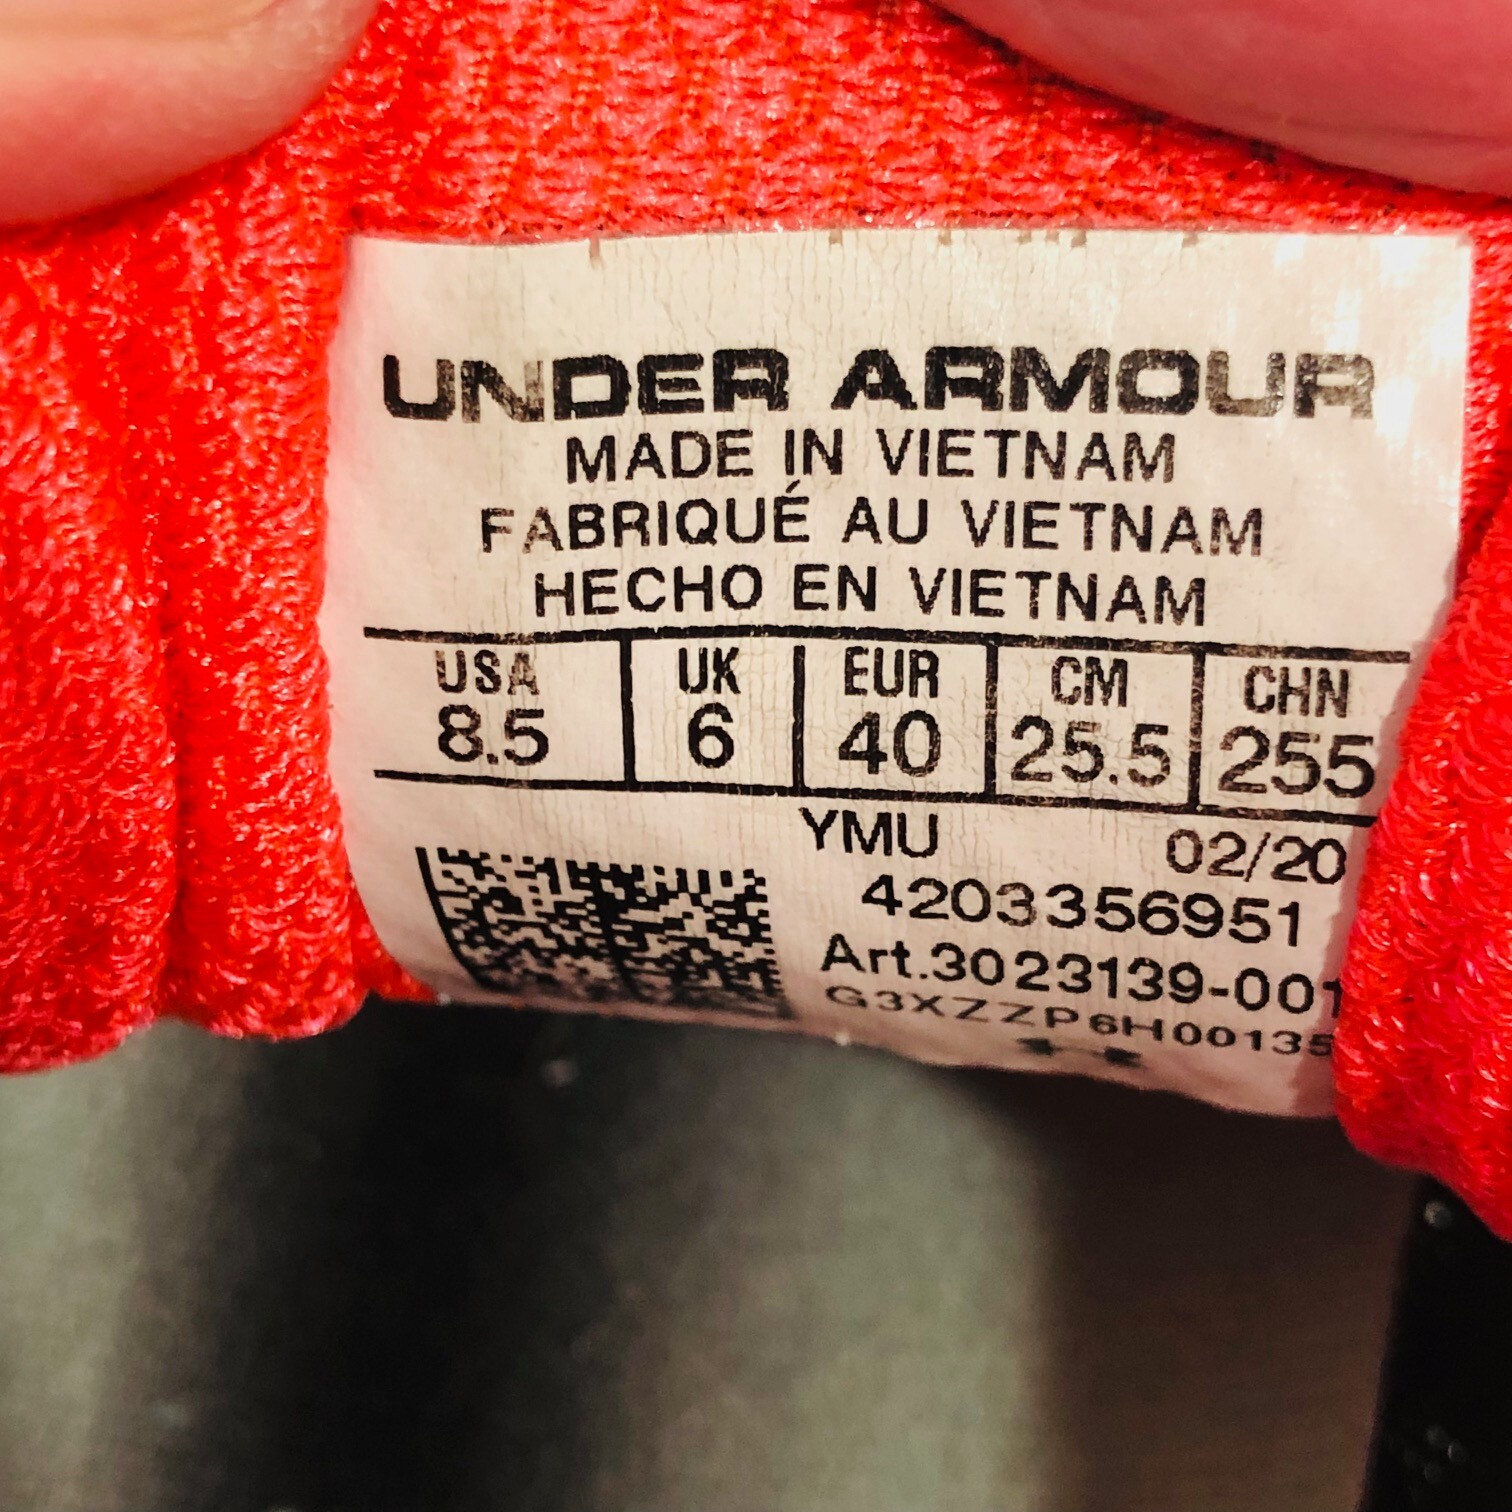 UNDER ARMOUR
MADE IN VIETNAM
FABRIQUÉ AU VIETNAM
HECHO EN VIETNAM
USA UK EUR CM CHN
8.5 6 40 25.5 255
YMU 02/20
4203356951
Art.3023139-001
G3XZZP6H00135